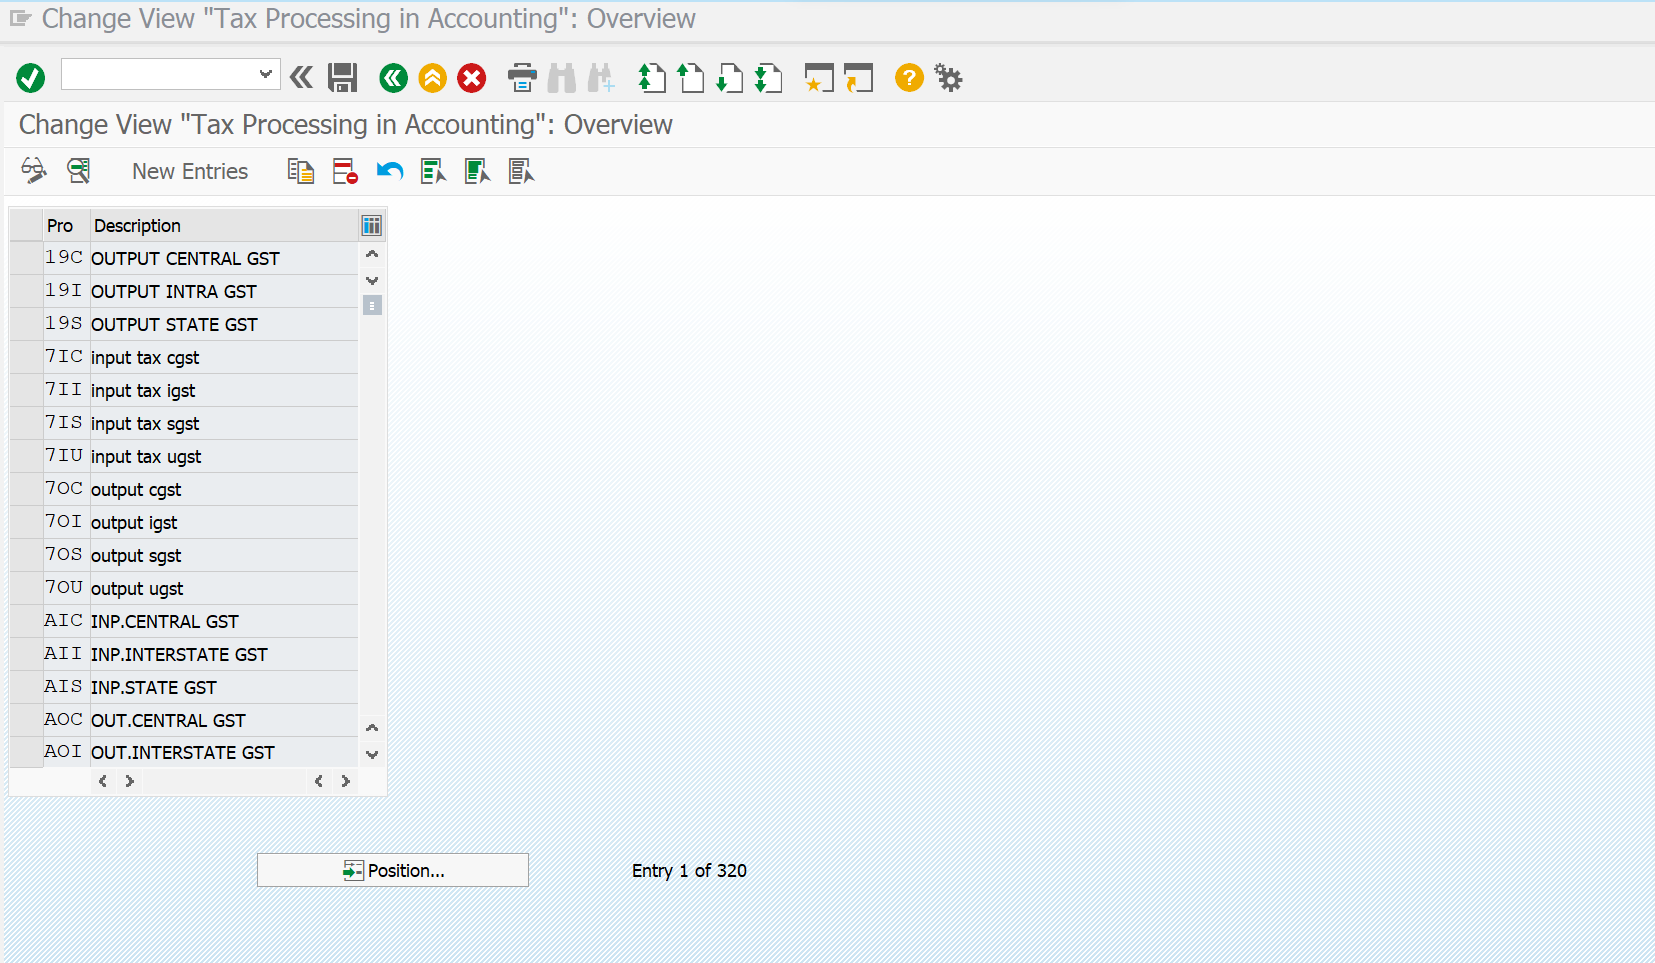 Change View "Tax Processing in Accounting": Overview
Change View "Tax Processing in Accounting": Overview
New Entries
Pro Description
19C OUTPUT CENTRAL GST
19I OUTPUT INTRA GST
19S OUTPUT STATE GST
7IC input tax cgst
7II input tax igst
7IS input tax sgst
7IU input tax ugst
7OC output cgst
7OI output igst
7OS output sgst
7OU output ugst
AIC INP.CENTRAL GST
AII INP.INTERSTATE GST
AIS INP.STATE GST
AOC OUT.CENTRAL GST
AOI OUT.INTERSTATE GST
Position... Entry 1 of 320